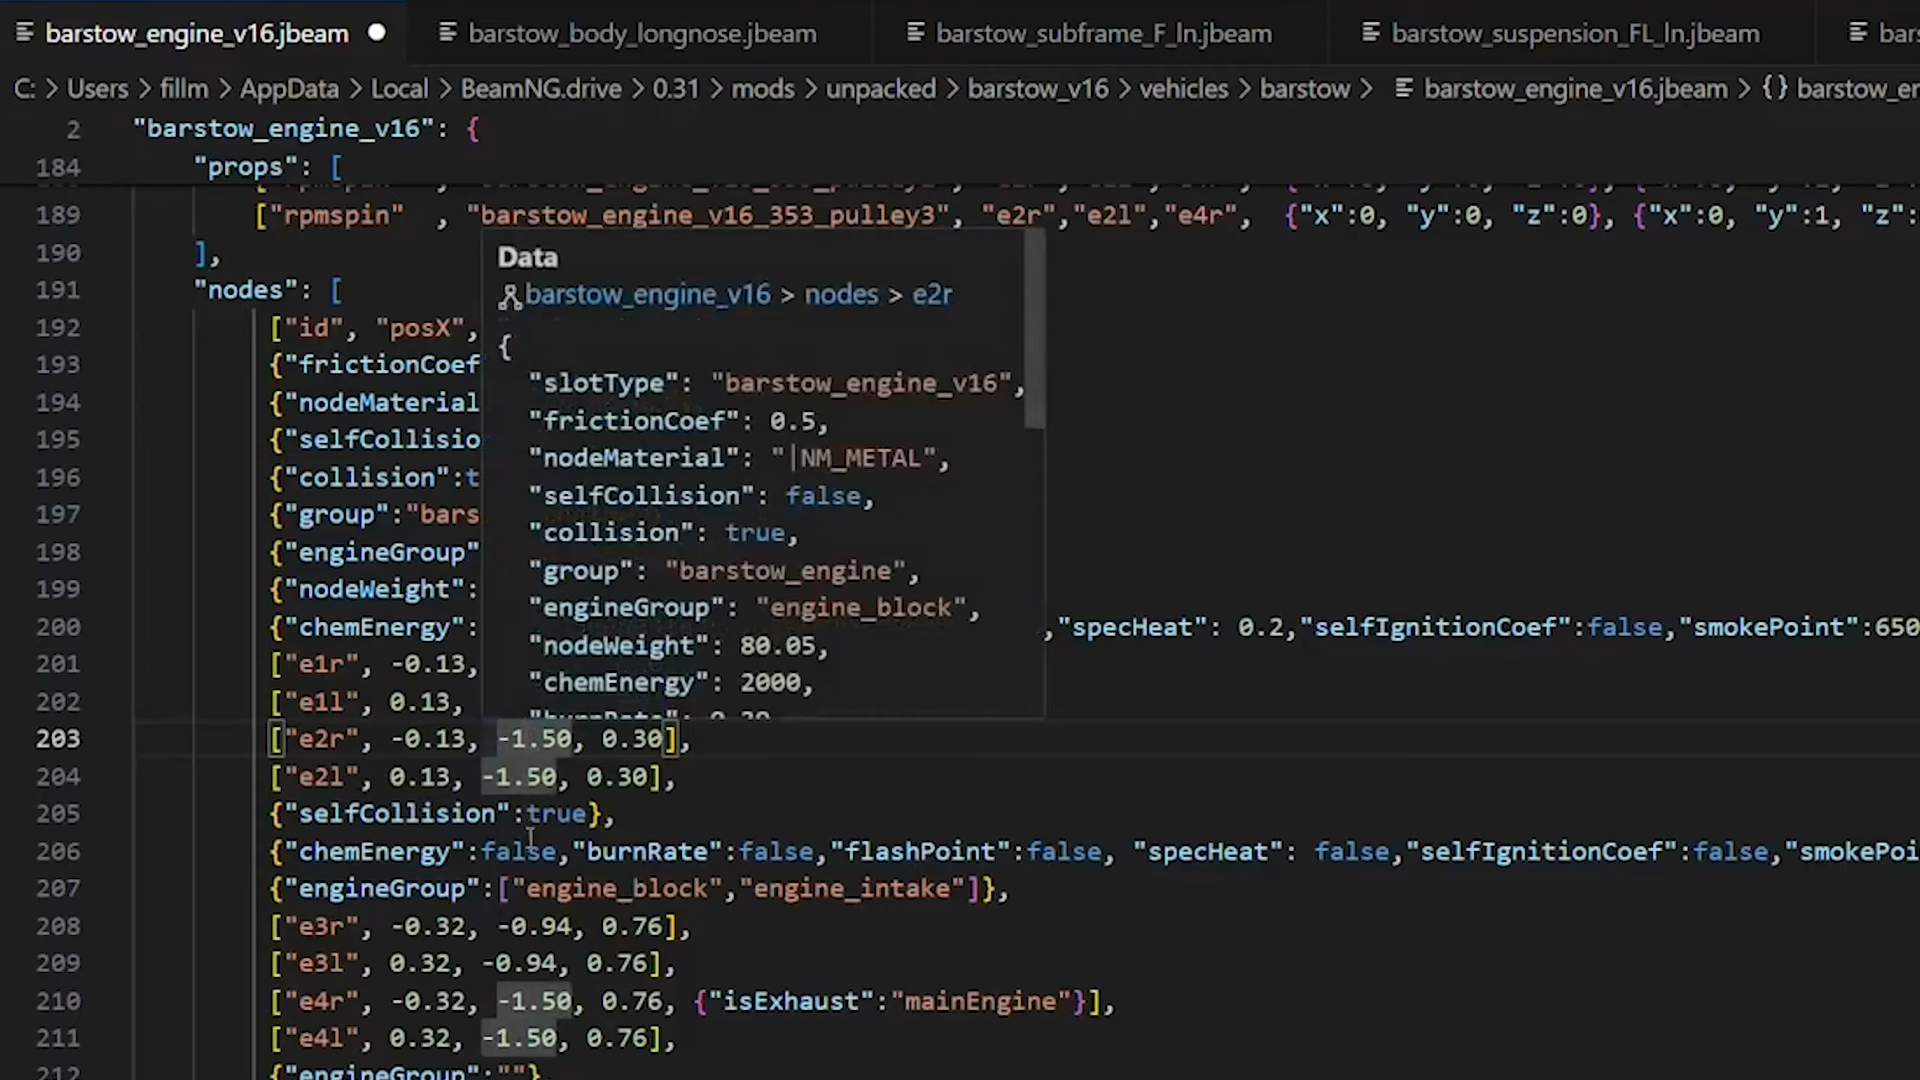 barstow_engine_v16.jbeam barstow_body_longnose.jbeam barstow_subframe_F_ln.jbeam barstow_suspension_FL_ln.jbeam bars
C: > Users > fillm > AppData > Local > BeamNG.drive > 0.31 > mods > unpacked > barstow_v16 > vehicles > barstow > barstow_engine_v16.jbeam > {} barstow_en
2 "barstow_engine_v16": {
184 "props": [
189 ["rpmspin" , "barstow_engine_v16_353_pulley3", "e2r","e2l","e4r", {"x":0, "y":0, "z":0}, {"x":0, "y":1, "z":
190 ],
191 "nodes": [
192 ["id", "posX",
193 {"frictionCoef
194 {"nodeMaterial
195 {"selfCollisio
196 {"collision":t
197 {"group":"bars
198 {"engineGroup"
199 {"nodeWeight":
200 {"chemEnergy": ,"specHeat": 0.2,"selfIgnitionCoef":false,"smokePoint":650
201 ["e1r", -0.13,
202 ["e1l", 0.13,
Data
barstow_engine_v16 > nodes > e2r
{
"slotType": "barstow_engine_v16",
"frictionCoef": 0.5,
"nodeMaterial": "|NM_METAL",
"selfCollision": false,
"collision": true,
"group": "barstow_engine",
"engineGroup": "engine_block",
"nodeWeight": 80.05,
"chemEnergy": 2000,
203 ["e2r", -0.13, -1.50, 0.30],
204 ["e2l", 0.13, -1.50, 0.30],
205 {"selfCollision":true},
206 {"chemEnergy":false,"burnRate":false,"flashPoint":false, "specHeat": false,"selfIgnitionCoef":false,"smokePoi
207 {"engineGroup":["engine_block","engine_intake"]},
208 ["e3r", -0.32, -0.94, 0.76],
209 ["e3l", 0.32, -0.94, 0.76],
210 ["e4r", -0.32, -1.50, 0.76, {"isExhaust":"mainEngine"}],
211 ["e4l", 0.32, -1.50, 0.76],
212 {"engineGroup":""},